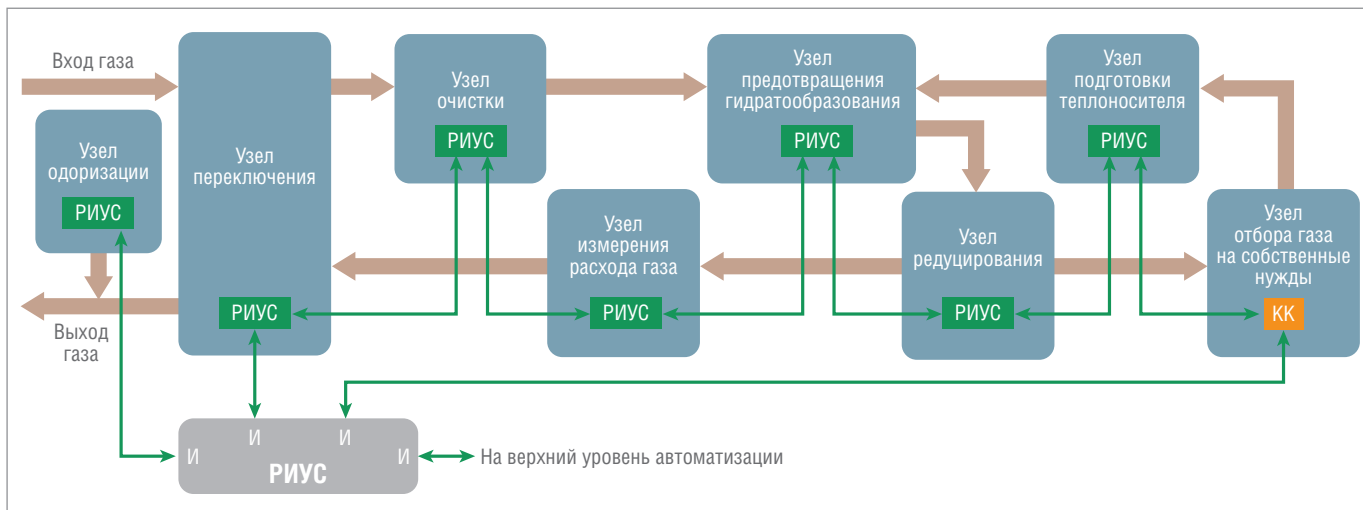 Вход газа
Узел
одоризации
РИУС
Выход
газа
Узел
переключения
РИУС
Узел
очистки
РИУС
Узел
измерения
расхода газа
РИУС
Узел
предотвращения
гидратообразования
РИУС
Узел
редуцирования
РИУС
Узел
подготовки
теплоносителя
РИУС
Узел
отбора газа
на собственные
нужды
КК
И
И
И
И
РИУС
На верхний уровень автоматизации